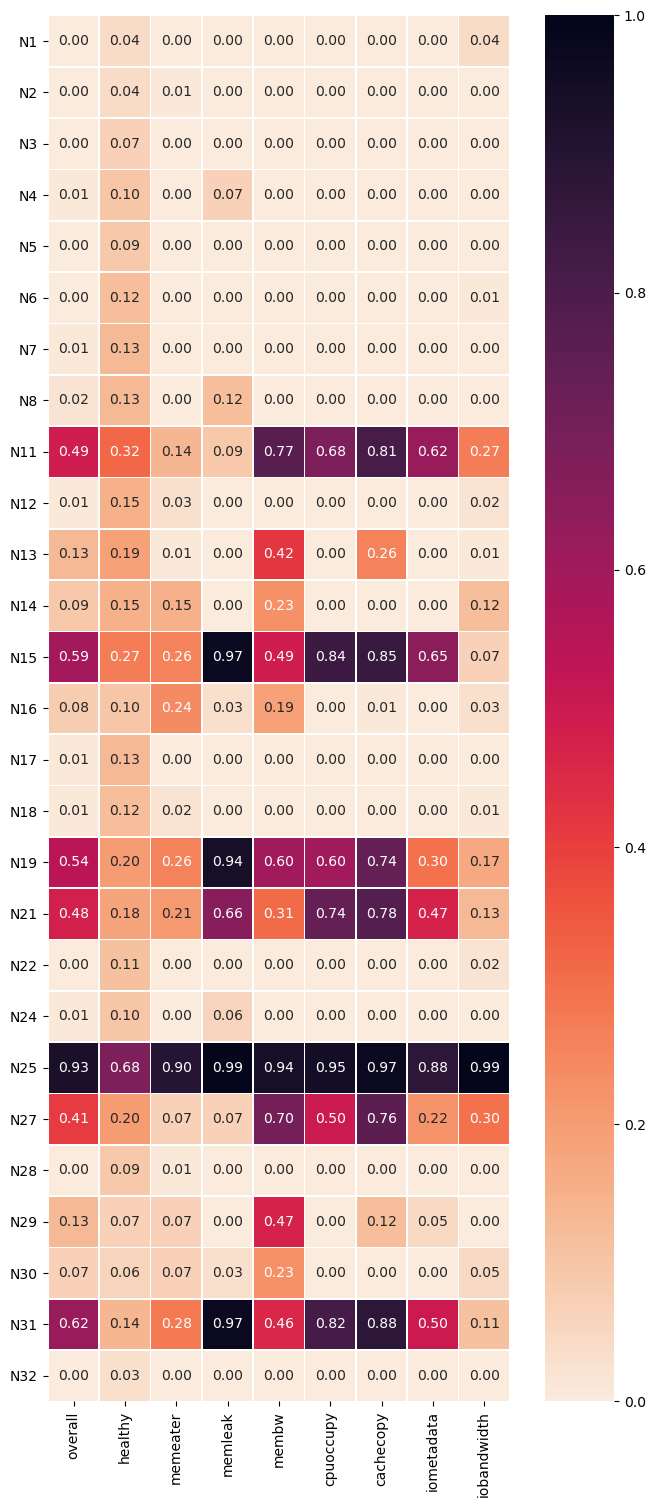 N1 0.00 0.04 0.00 0.00 0.00 0.00 0.00 0.00 0.04
N2 0.00 0.04 0.01 0.00 0.00 0.00 0.00 0.00 0.00
N3 0.00 0.07 0.00 0.00 0.00 0.00 0.00 0.00 0.00
N4 0.01 0.10 0.00 0.07 0.00 0.00 0.00 0.00 0.00
N5 0.00 0.09 0.00 0.00 0.00 0.00 0.00 0.00 0.00
N6 0.00 0.12 0.00 0.00 0.00 0.00 0.00 0.00 0.01
N7 0.01 0.13 0.00 0.00 0.00 0.00 0.00 0.00 0.00
N8 0.02 0.13 0.00 0.12 0.00 0.00 0.00 0.00 0.00
N11 0.49 0.32 0.14 0.09 0.77 0.68 0.81 0.62 0.27
N12 0.01 0.15 0.03 0.00 0.00 0.00 0.00 0.00 0.02
N13 0.13 0.19 0.01 0.00 0.42 0.00 0.26 0.00 0.01
N14 0.09 0.15 0.15 0.00 0.23 0.00 0.00 0.00 0.12
N15 0.59 0.27 0.26 0.97 0.49 0.84 0.85 0.65 0.07
N16 0.08 0.10 0.24 0.03 0.19 0.00 0.01 0.00 0.03
N17 0.01 0.13 0.00 0.00 0.00 0.00 0.00 0.00 0.00
N18 0.01 0.12 0.02 0.00 0.00 0.00 0.00 0.00 0.01
N19 0.54 0.20 0.26 0.94 0.60 0.60 0.74 0.30 0.17
N21 0.48 0.18 0.21 0.66 0.31 0.74 0.78 0.47 0.13
N22 0.00 0.11 0.00 0.00 0.00 0.00 0.00 0.00 0.02
N24 0.01 0.10 0.00 0.06 0.00 0.00 0.00 0.00 0.00
N25 0.93 0.68 0.90 0.99 0.94 0.95 0.97 0.88 0.99
N27 0.41 0.20 0.07 0.07 0.70 0.50 0.76 0.22 0.30
N28 0.00 0.09 0.01 0.00 0.00 0.00 0.00 0.00 0.00
N29 0.13 0.07 0.07 0.00 0.47 0.00 0.12 0.05 0.00
N30 0.07 0.06 0.07 0.03 0.23 0.00 0.00 0.00 0.05
N31 0.62 0.14 0.28 0.97 0.46 0.82 0.88 0.50 0.11
N32 0.00 0.03 0.00 0.00 0.00 0.00 0.00 0.00 0.00
overall healthy memeater memleak membw cpuoccupy cachecopy iometadata iobandwidth
1.0
0.8
0.6
0.4
0.2
0.0